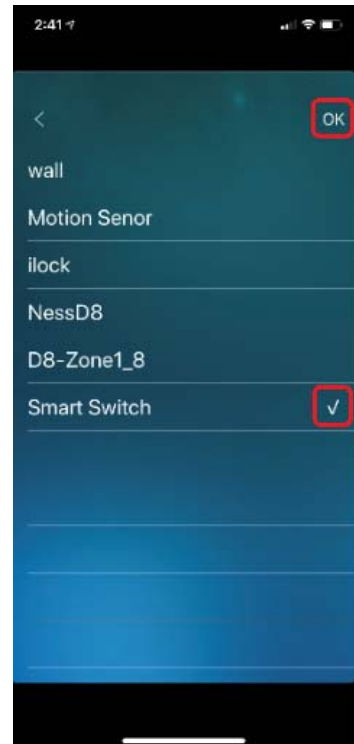 2:41
OK
wall
Motion Senor
ilock
NessD8
D8-Zone1_8
Smart Switch